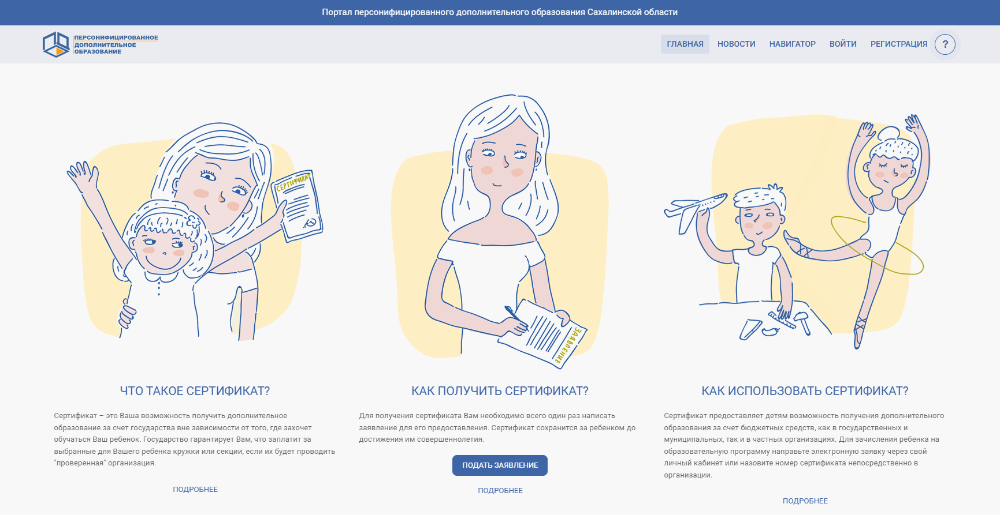 Портал персонифицированного дополнительного образования Сахалинской области
ПЕРСОНИФИЦИРОВАННОЕ
ДОПОЛНИТЕЛЬНОЕ
ОБРАЗОВАНИЕ
ГЛАВНАЯ НОВОСТИ НАВИГАТОР ВОЙТИ РЕГИСТРАЦИЯ ?
СЕРТИФИКАТ
ЗАЯВЛЕНИЕ
ЧТО ТАКОЕ СЕРТИФИКАТ?
Сертификат – это Ваша возможность получить дополнительное
образование за счет государства вне зависимости от того, где захочет
обучаться Ваш ребенок. Государство гарантирует Вам, что заплатит за
выбранные для Вашего ребенка кружки или секции, если их будет проводить
"проверенная" организация.
ПОДРОБНЕЕ
КАК ПОЛУЧИТЬ СЕРТИФИКАТ?
Для получения сертификата Вам необходимо всего один раз написать
заявление для его предоставления. Сертификат сохранится за ребенком до
достижения им совершеннолетия.
ПОДАТЬ ЗАЯВЛЕНИЕ
ПОДРОБНЕЕ
КАК ИСПОЛЬЗОВАТЬ СЕРТИФИКАТ?
Сертификат предоставляет детям возможность получения дополнительного
образования за счет бюджетных средств, как в государственных и
муниципальных, так и в частных организациях. Для зачисления ребенка на
образовательную программу направьте электронную заявку через свой
личный кабинет или назовите номер сертификата непосредственно в
организации.
ПОДРОБНЕЕ